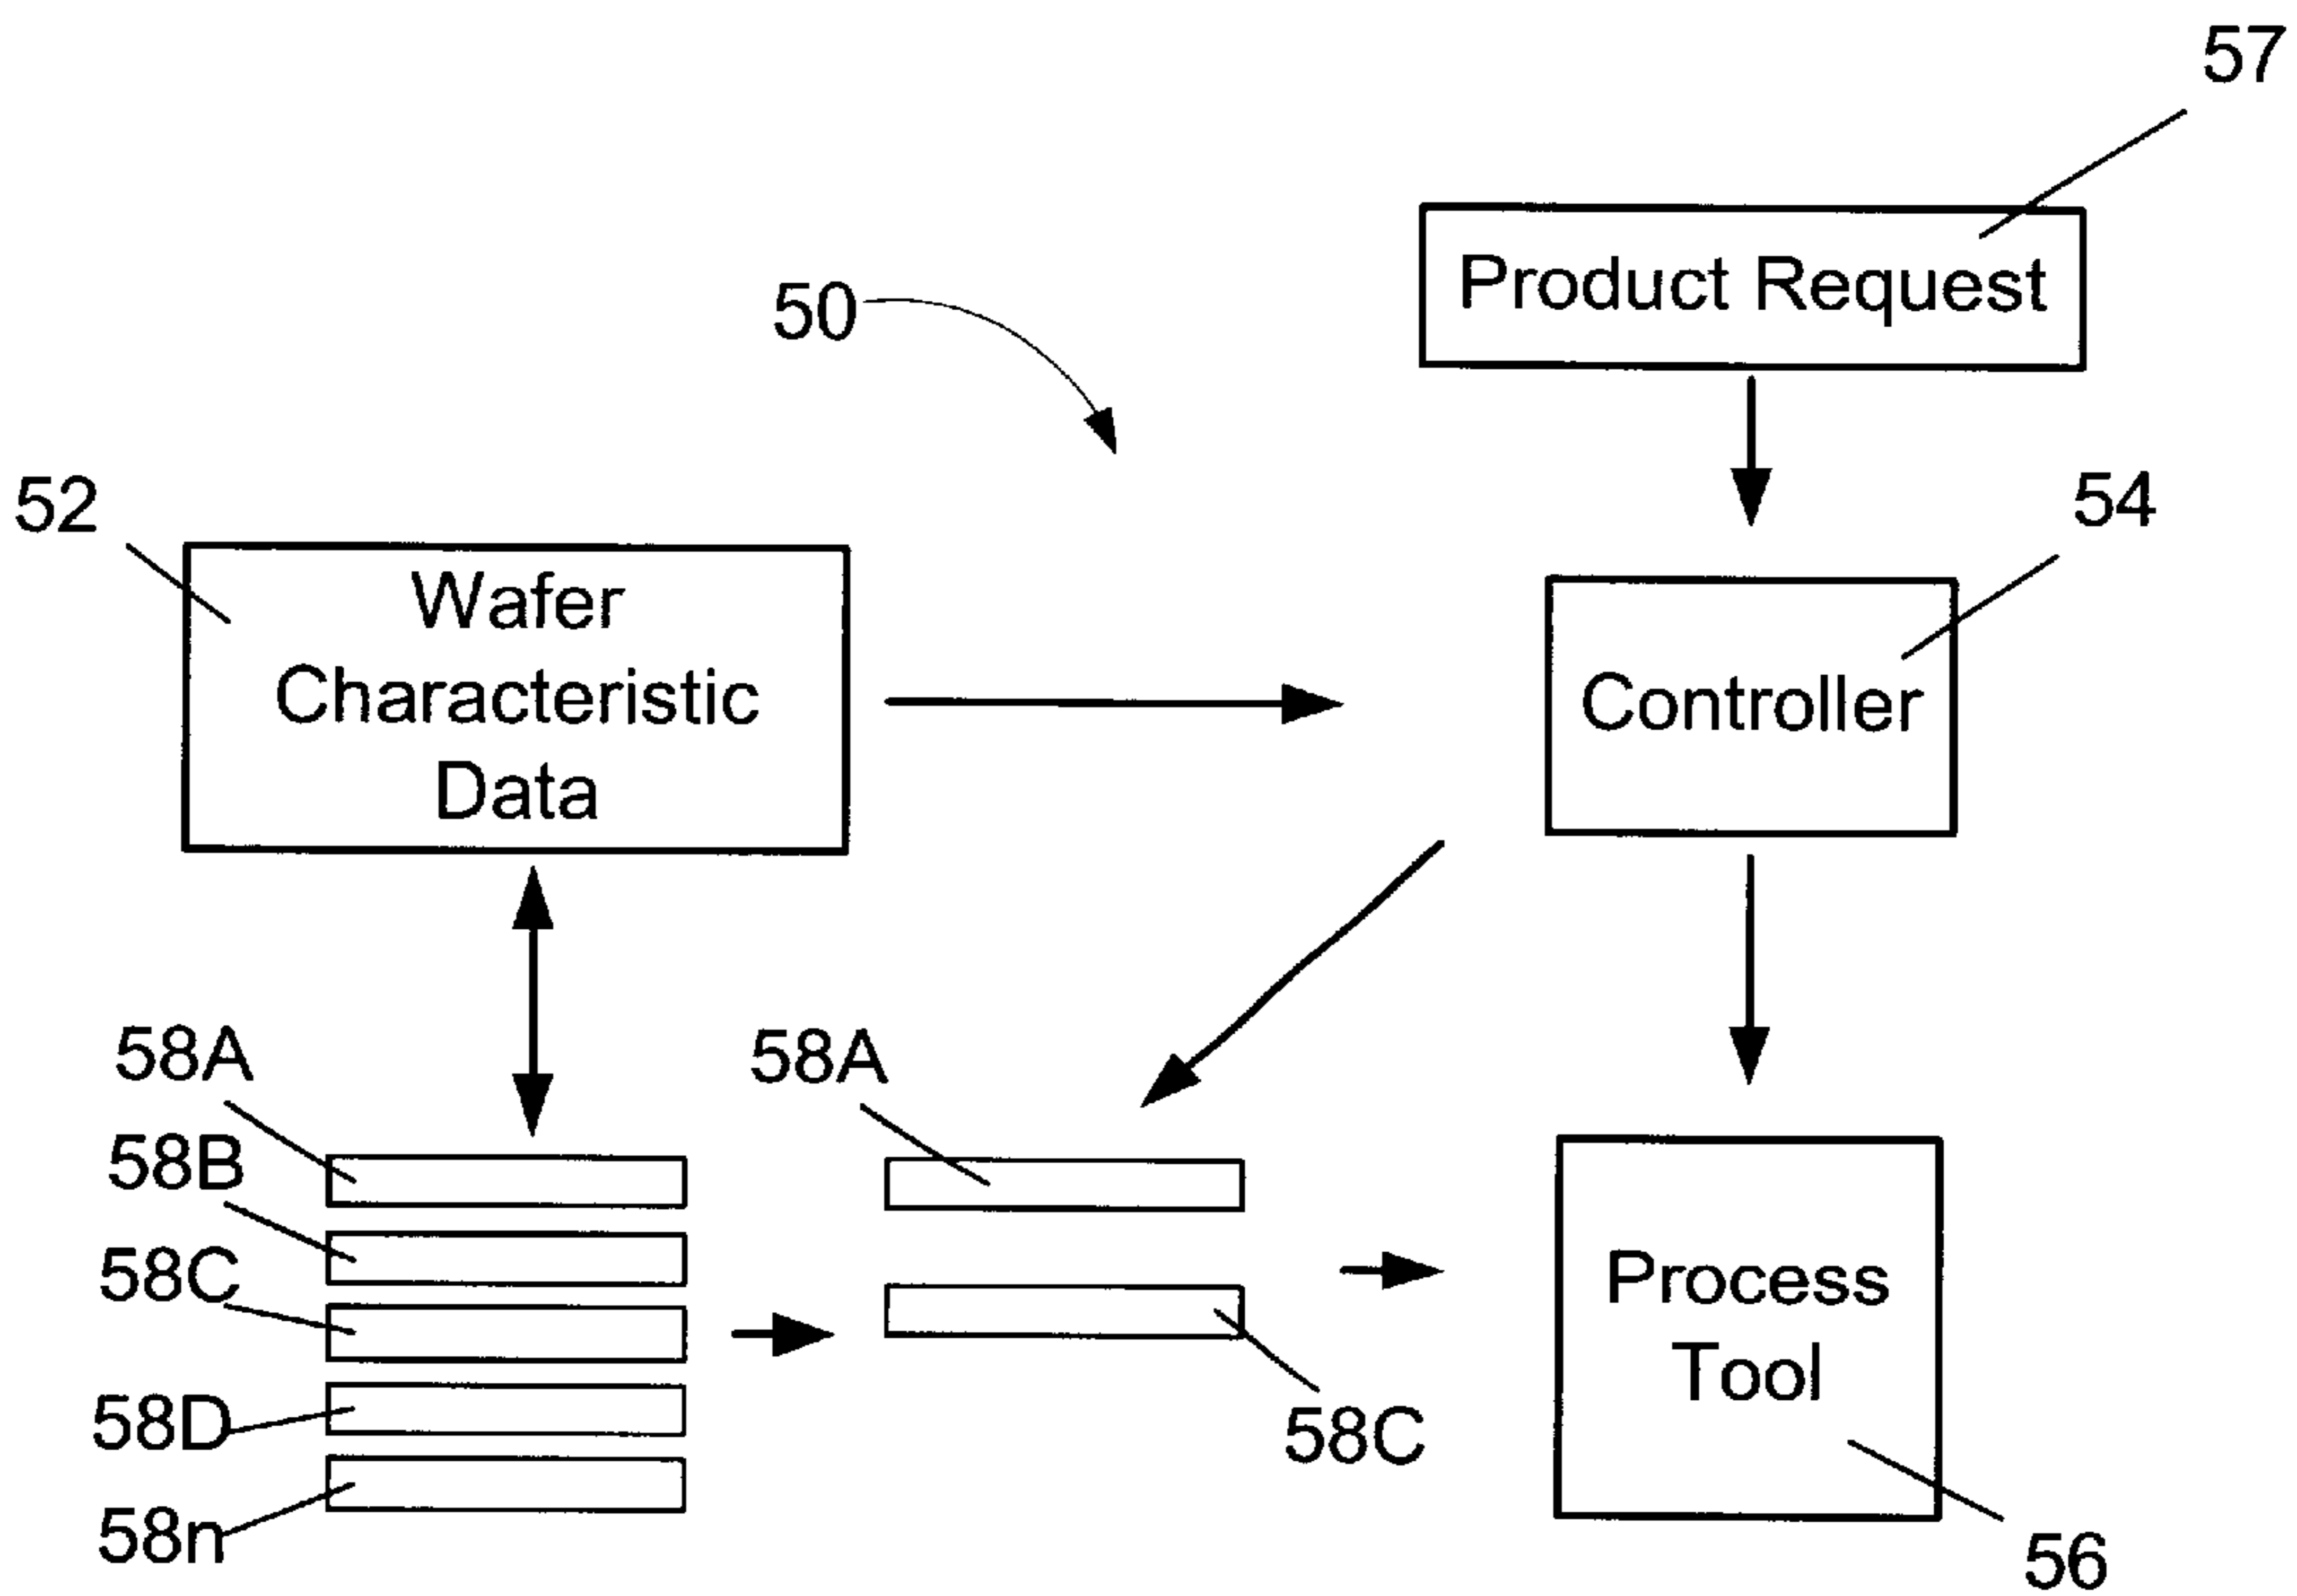 57
Product Request
50
52
54
Wafer
Characteristic
Data
Controller
58A
58A
58B
58C
58D
58n
58C
Process
Tool
56